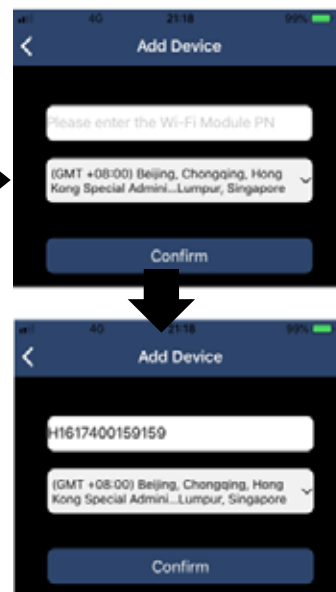 4G 21:18 99%
Add Device
Please enter the Wi-Fi Module PN
(GMT +08:00) Beijing, Chongqing, Hong
Kong Special Admini...Lumpur, Singapore
Confirm
4G 21:18 99%
Add Device
H1617400159159
(GMT +08:00) Beijing, Chongqing, Hong
Kong Special Admini...Lumpur, Singapore
Confirm